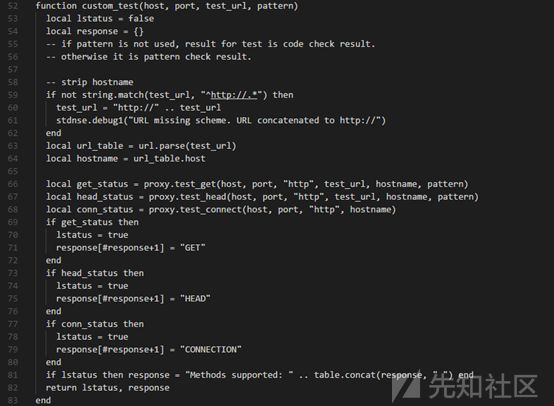 52 function custom_test(host, port, test_url, pattern)
53   local lstatus = false
54   local response = {}
55   -- if pattern is not used, result for test is code check result.
56   -- otherwise it is pattern check result.
57
58   -- strip hostname
59   if not string.match(test_url, "^http://.*") then
60     test_url = "http://" .. test_url
61     stdnse.debug1("URL missing scheme. URL concatenated to http://")
62   end
63   local url_table = url.parse(test_url)
64   local hostname = url_table.host
65
66   local get_status = proxy.test_get(host, port, "http", test_url, hostname, pattern)
67   local head_status = proxy.test_head(host, port, "http", test_url, hostname, pattern)
68   local conn_status = proxy.test_connect(host, port, "http", hostname)
69   if get_status then
70     lstatus = true
71     response[#response+1] = "GET"
72   end
73   if head_status then
74     lstatus = true
75     response[#response+1] = "HEAD"
76   end
77   if conn_status then
78     lstatus = true
79     response[#response+1] = "CONNECTION"
80   end
81   if lstatus then response = "Methods supported: " .. table.concat(response, " ") end
82   return lstatus, response
83 end
先知社区